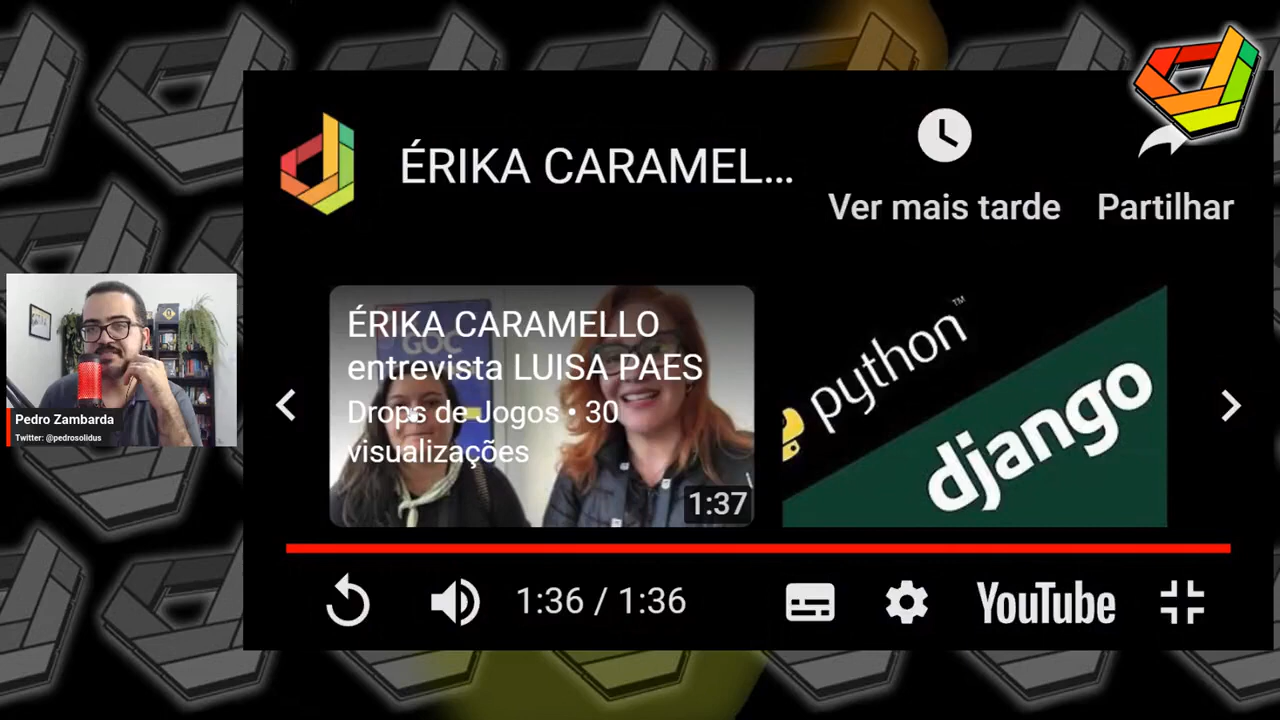 ÉRIKA CARAMEL...
Ver mais tarde
Partilhar
ÉRIKA CARAMELLO
entrevista LUISA PAES
Drops de Jogos • 30
visualizações
GOC
1:37
python™
django
Pedro Zambarda
Twitter: @pedrosolidus
1:36 / 1:36
YouTube